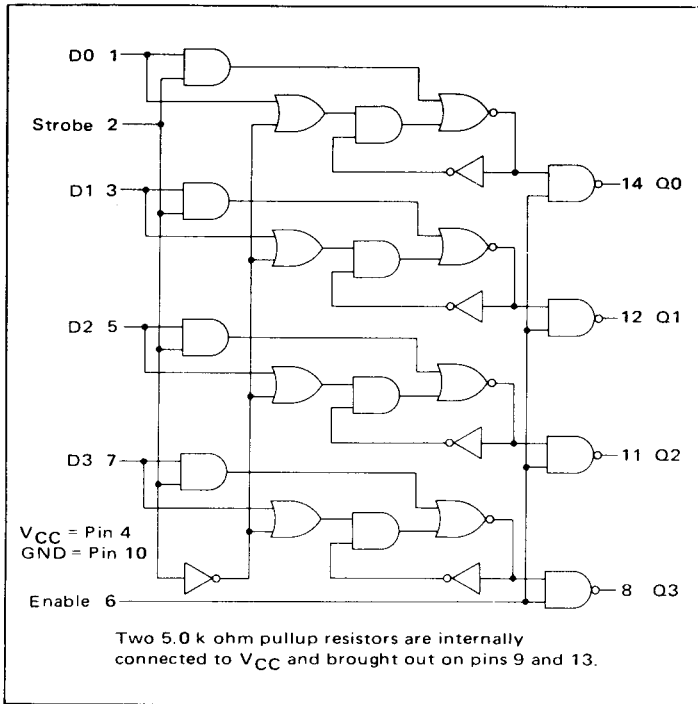 D0 1
Strobe 2
14 Q0
D1 3
12 Q1
D2 5
11 Q2
D3 7
VCC = Pin 4
GND = Pin 10
8 Q3
Enable 6
Two 5.0 k ohm pullup resistors are internally
connected to VCC and brought out on pins 9 and 13.